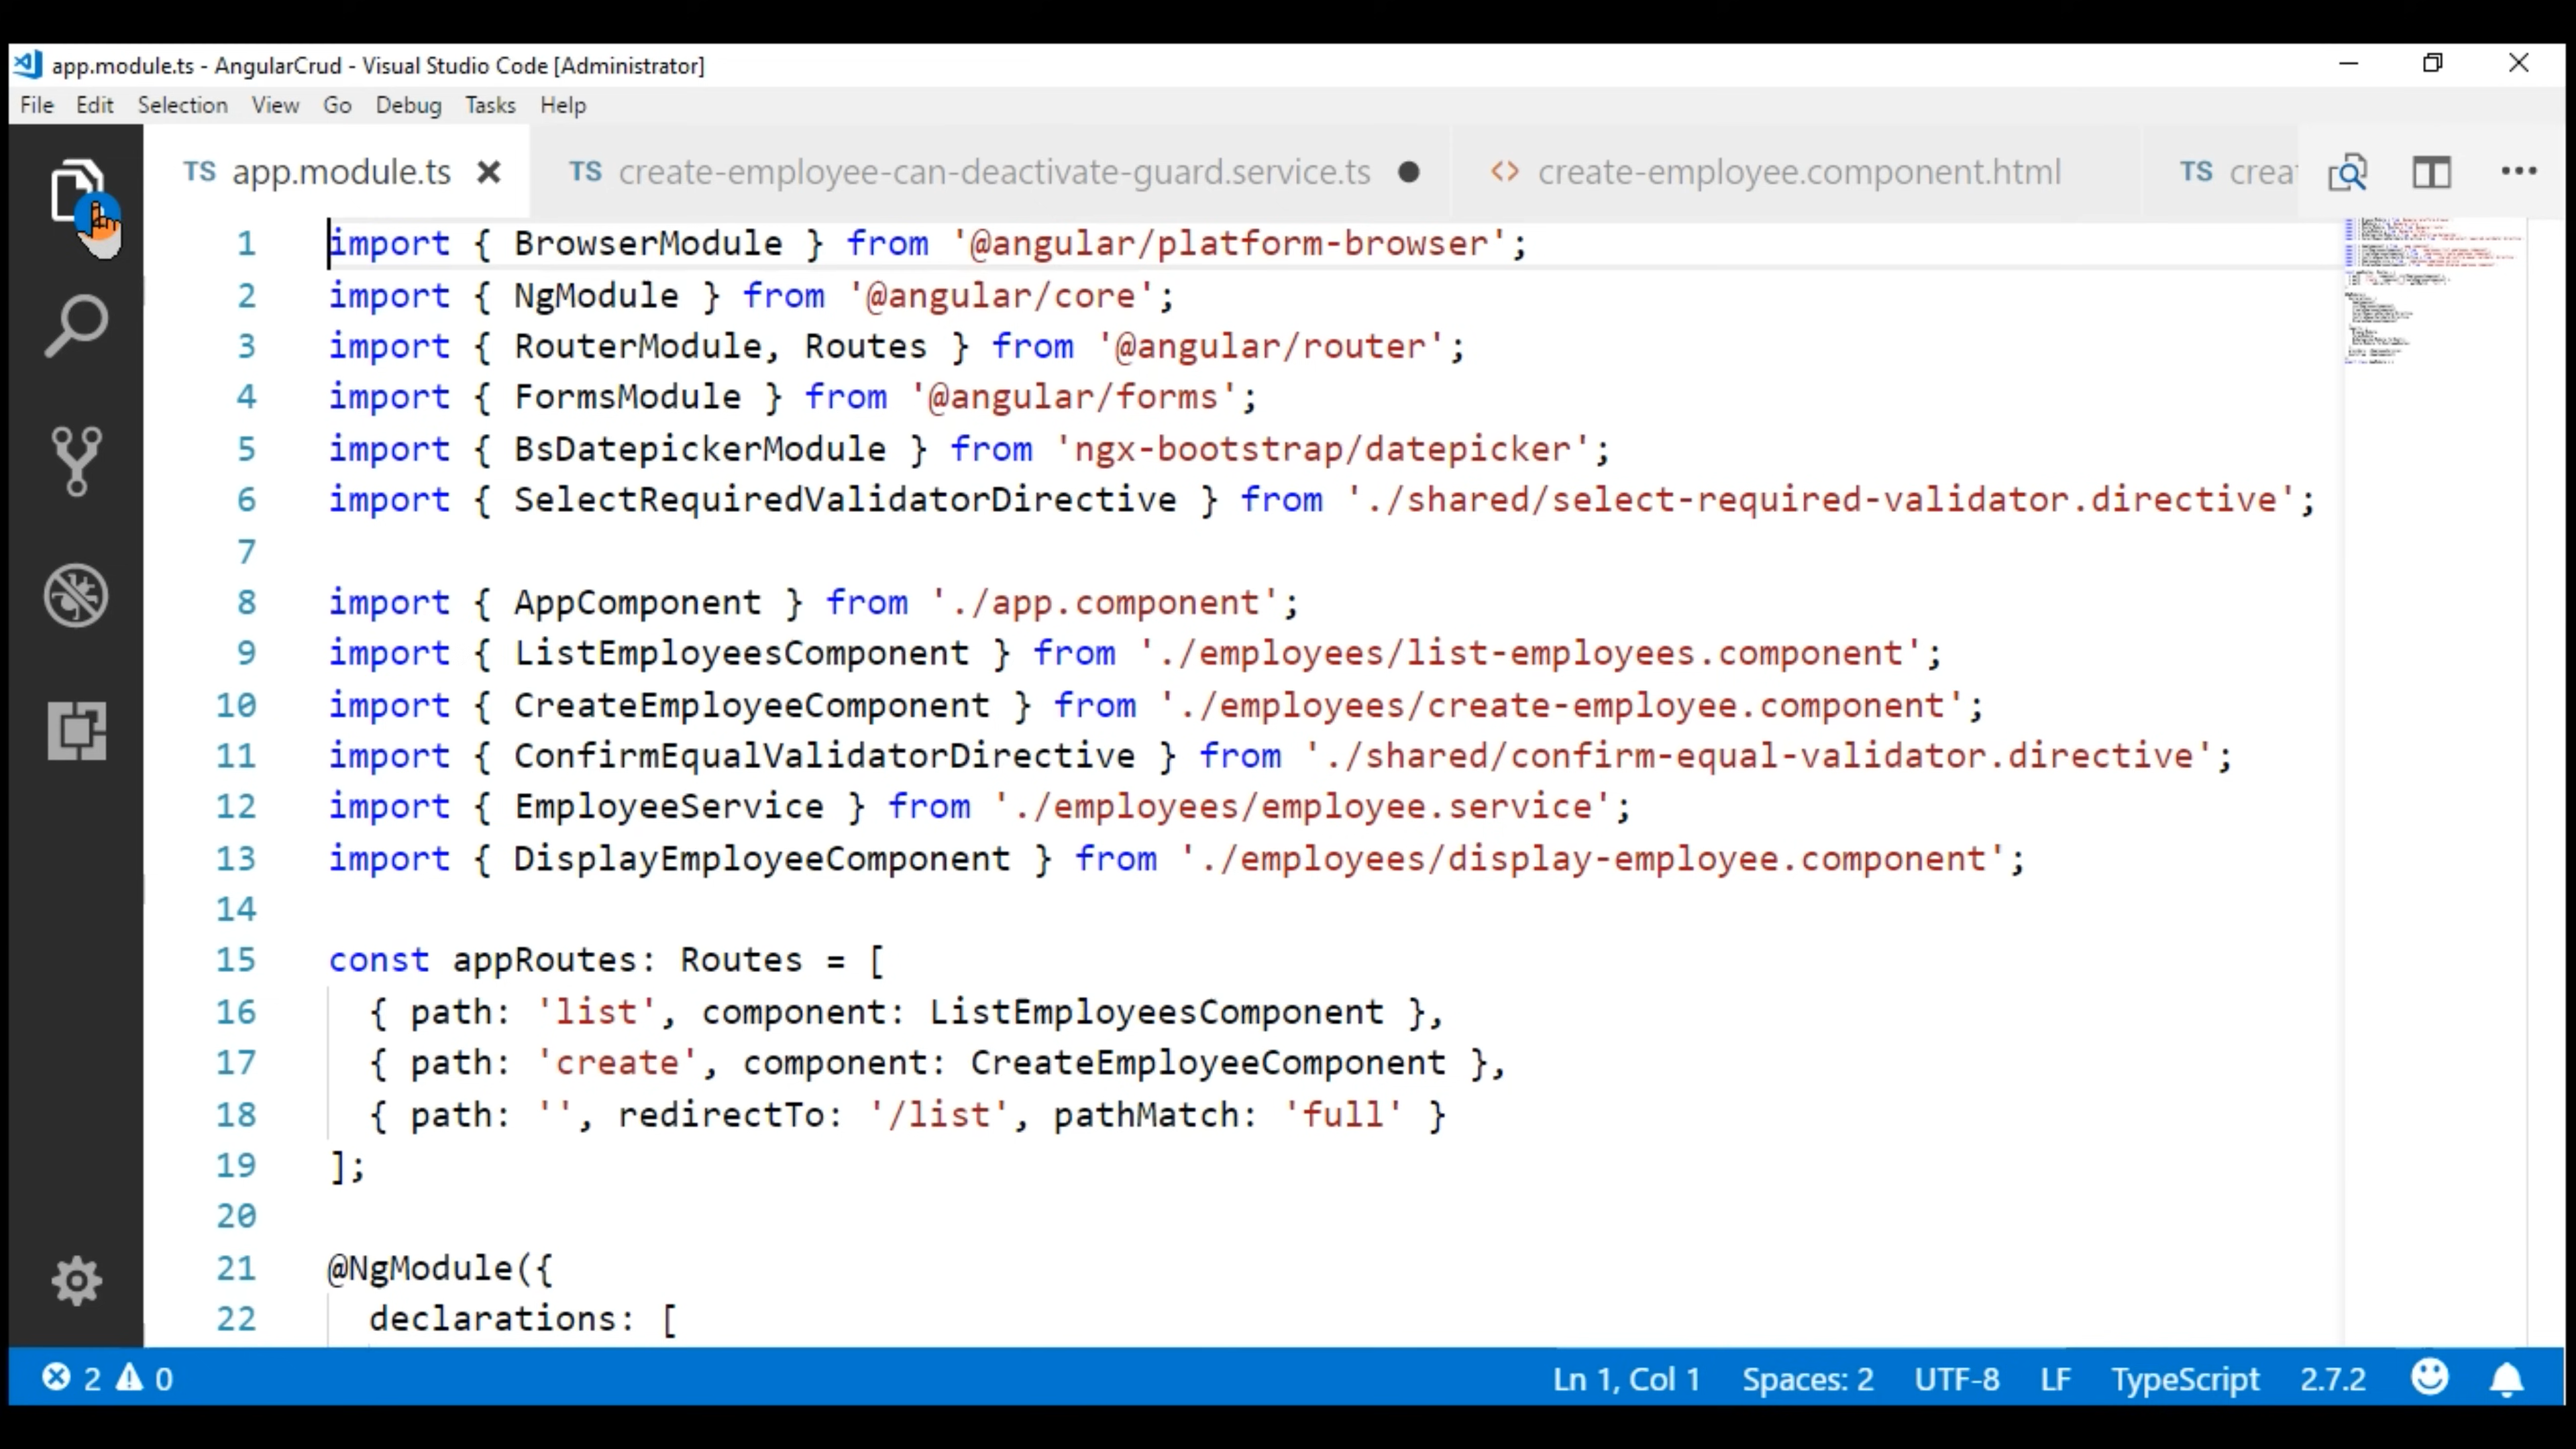 app.module.ts - AngularCrud - Visual Studio Code [Administrator]
File Edit Selection View Go Debug Tasks Help
TS app.module.ts TS create-employee-can-deactivate-guard.service.ts <> create-employee.component.html TS crea
1 import { BrowserModule } from '@angular/platform-browser';
2 import { NgModule } from '@angular/core';
3 import { RouterModule, Routes } from '@angular/router';
4 import { FormsModule } from '@angular/forms';
5 import { BsDatepickerModule } from 'ngx-bootstrap/datepicker';
6 import { SelectRequiredValidatorDirective } from './shared/select-required-validator.directive';
7
8 import { AppComponent } from './app.component';
9 import { ListEmployeesComponent } from './employees/list-employees.component';
10 import { CreateEmployeeComponent } from './employees/create-employee.component';
11 import { ConfirmEqualValidatorDirective } from './shared/confirm-equal-validator.directive';
12 import { EmployeeService } from './employees/employee.service';
13 import { DisplayEmployeeComponent } from './employees/display-employee.component';
14
15 const appRoutes: Routes = [
16 { path: 'list', component: ListEmployeesComponent },
17 { path: 'create', component: CreateEmployeeComponent },
18 { path: '', redirectTo: '/list', pathMatch: 'full' }
19 ];
20
21 @NgModule({
22 declarations: [
2 0 Ln 1, Col 1 Spaces: 2 UTF-8 LF TypeScript 2.7.2